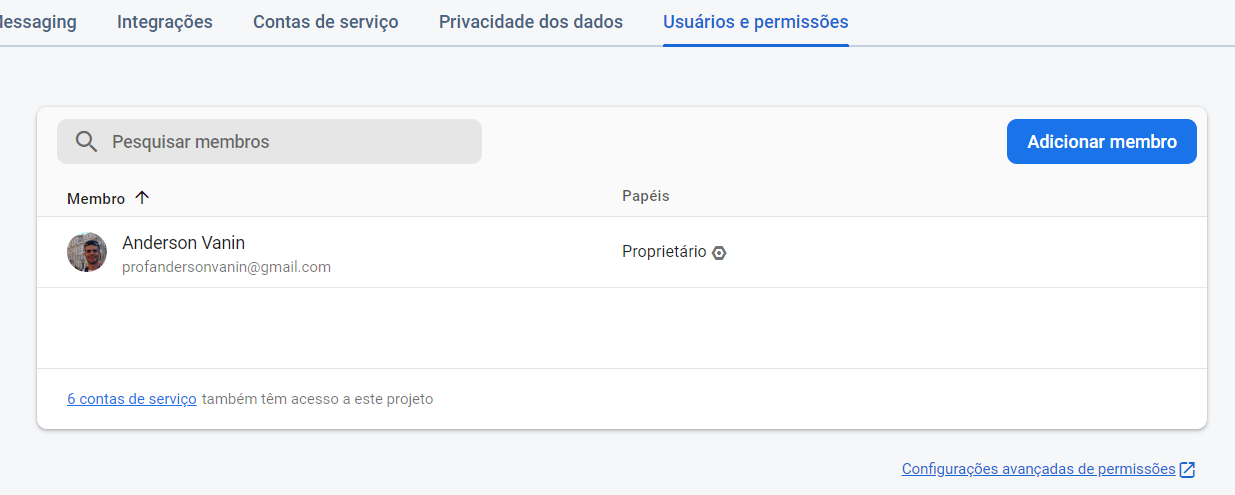 Messaging Integrações Contas de serviço Privacidade dos dados Usuários e permissões
Pesquisar membros Adicionar membro
Membro Papéis
Anderson Vanin
Proprietário
profandersonvanin@gmail.com
6 contas de serviço também têm acesso a este projeto
Configurações avançadas de permissões